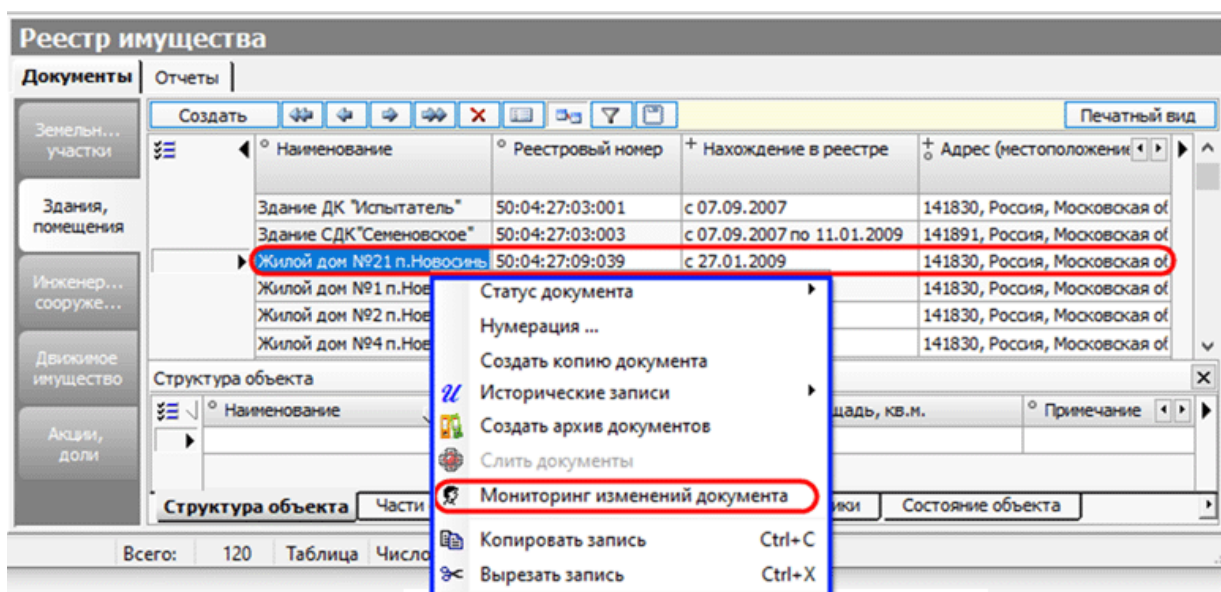 Реестр имущества
Документы Отчеты
Создать Печатный вид
Земельн...
участки
Здания,
помещения
Инженер...
сооруже...
Движимое
имущество
Акции,
доли
Наименование Реестровый номер Нахождение в реестре Адрес (местоположение
Здание ДК "Испытатель" 50:04:27:03:001 с 07.09.2007 141830, Россия, Московская об
Здание СДК"Семеновское" 50:04:27:03:003 с 07.09.2007 по 11.01.2009 141891, Россия, Московская об
Жилой дом №21 п.Новосинь 50:04:27:09:039 с 27.01.2009 141830, Россия, Московская об
Жилой дом №1 п.Нов 141830, Россия, Московская об
Жилой дом №2 п.Нов 141830, Россия, Московская об
Жилой дом №4 п.Нов 141830, Россия, Московская об
Статус документа
Нумерация ...
Создать копию документа
Исторические записи
Создать архив документов
Слить документы
Мониторинг изменений документа
Копировать запись Ctrl+C
Вырезать запись Ctrl+X
Структура объекта
Наименование щадь, кв.м. Примечание
Структура объекта Части ики Состояние объекта
Всего: 120 Таблица Число